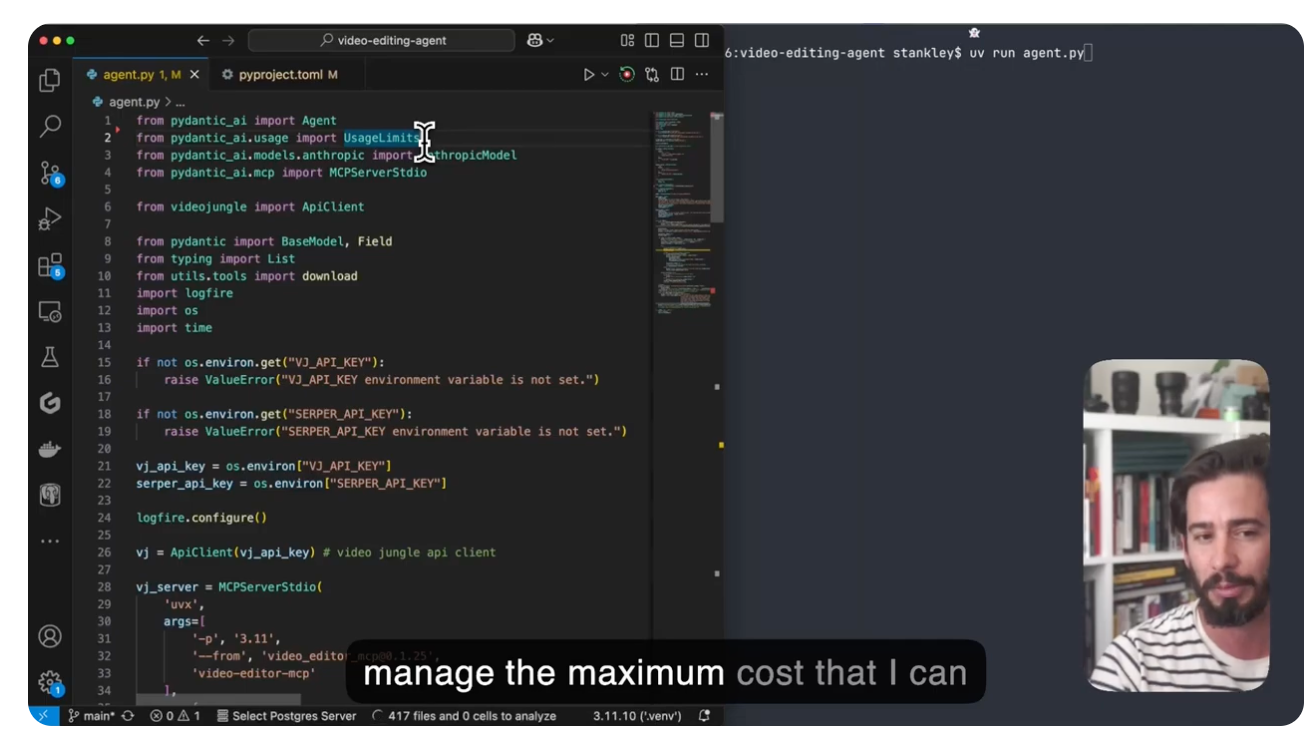 video-editing-agent
agent.py 1, M
pyproject.toml M
agent.py > ...
1 from pydantic_ai import Agent
2 from pydantic_ai.usage import UsageLimits
3 from pydantic_ai.models.anthropic import thropicModel
4 from pydantic_ai.mcp import MCPServerStdio
5
6 from videojungle import ApiClient
7
8 from pydantic import BaseModel, Field
9 from typing import List
10 from utils.tools import download
11 import logfire
12 import os
13 import time
14
15 if not os.environ.get("VJ_API_KEY"):
16 raise ValueError("VJ_API_KEY environment variable is not set.")
17
18 if not os.environ.get("SERPER_API_KEY"):
19 raise ValueError("SERPER_API_KEY environment variable is not set.")
20
21 vj_api_key = os.environ["VJ_API_KEY"]
22 serper_api_key = os.environ["SERPER_API_KEY"]
23
24 logfire.configure()
25
26 vj = ApiClient(vj_api_key) # video jungle api client
27
28 vj_server = MCPServerStdio(
29 'uvx',
30 args=[
31 '-p', '3.11',
32 '--from', 'video_editor_mcp@0.1.25',
33 'video-editor-mcp'
34 ],
6
6
1
main* 0 1 Select Postgres Server 417 files and 0 cells to analyze 3.11.10 ('.venv')
6:video-editing-agent stankley$ uv run agent.py
manage the maximum cost that I can